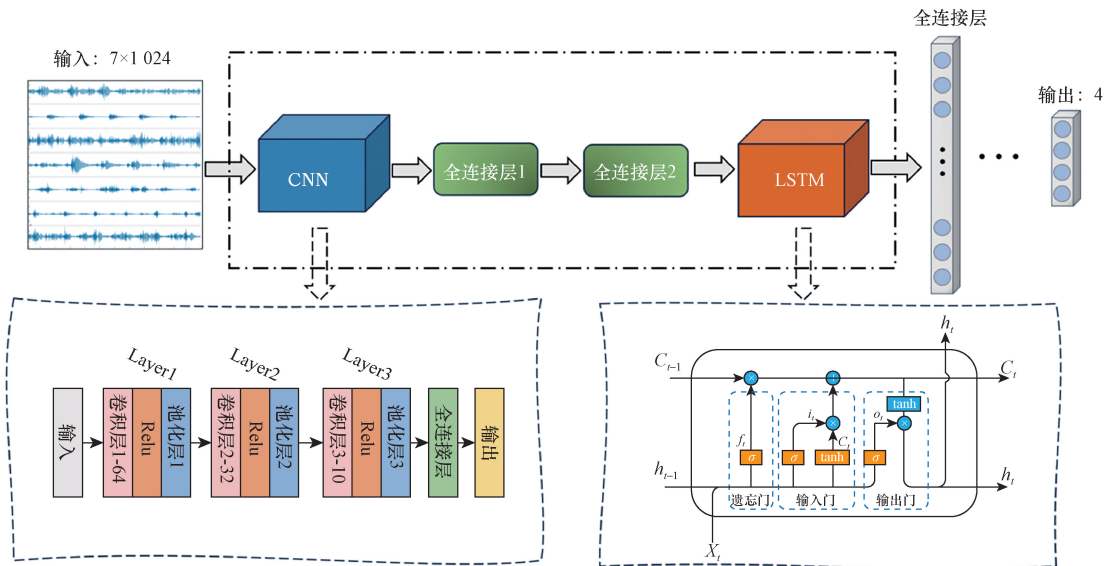 输入：7×1 024
CNN
全连接层1
全连接层2
LSTM
全连接层
输出：4
Layer1
Layer2
Layer3
输入
卷积层1-64
Relu
池化层1
卷积层2-32
Relu
池化层2
卷积层3-10
Relu
池化层3
全连接层
输出
h_t
C_{t-1}
C_t
tanh
i_t
o_t
f_t
C_t
σ
σ
tanh
σ
h_{t-1}
h_t
遗忘门
输入门
输出门
X_t